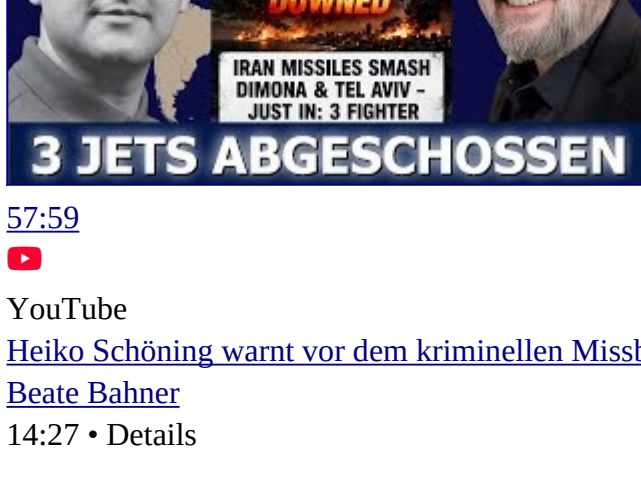 DOWNED
IRAN MISSILES SMASH
DIMONA & TEL AVIV -
JUST IN: 3 FIGHTER
3 JETS ABGESCHOSSEN
57:59
YouTube
Heiko Schöning warnt vor dem kriminellen
Beate Bahner
14:27 • Details